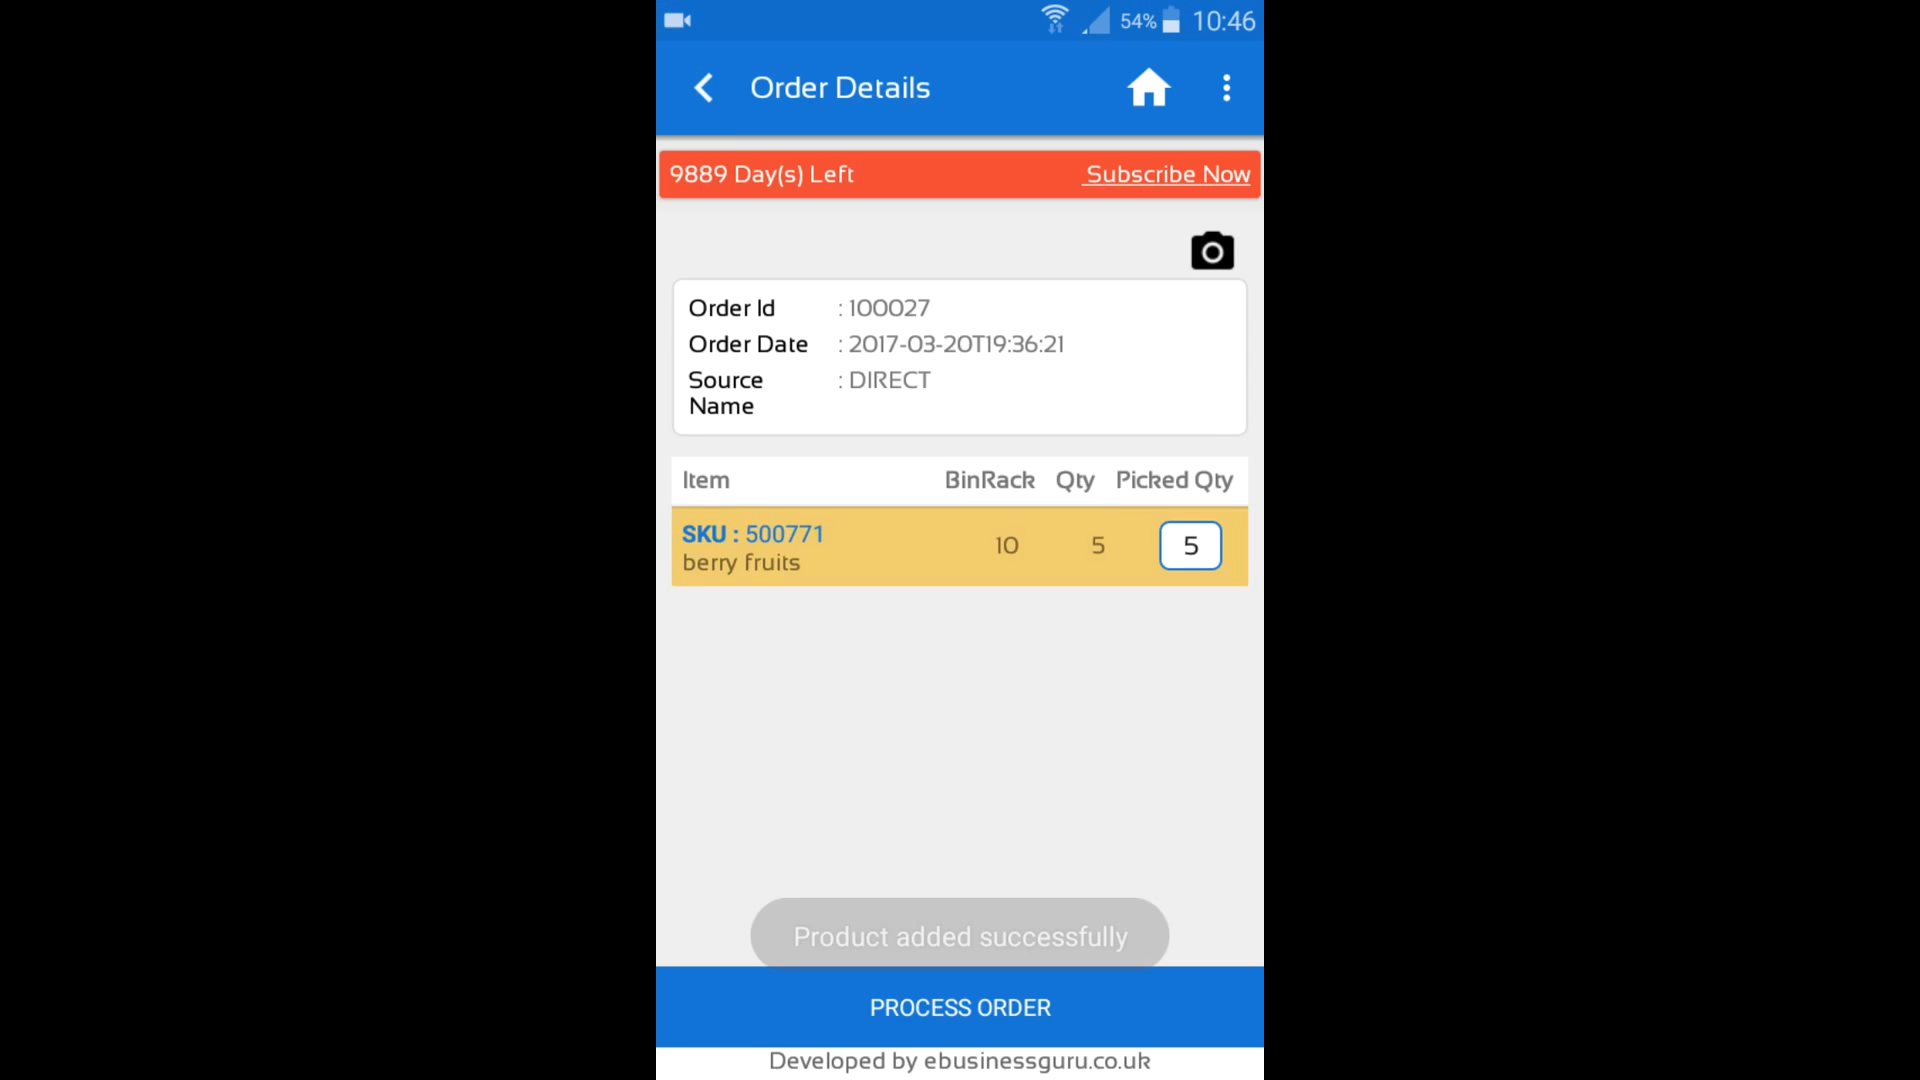 54% 10:46
Order Details
9889 Day(s) Left Subscribe Now
Order Id : 100027
Order Date : 2017-03-20T19:36:21
Source Name : DIRECT
Item BinRack Qty Picked Qty
SKU : 500771
berry fruits 10 5 5
Product added successfully
PROCESS ORDER
Developed by ebusinessguru.co.uk